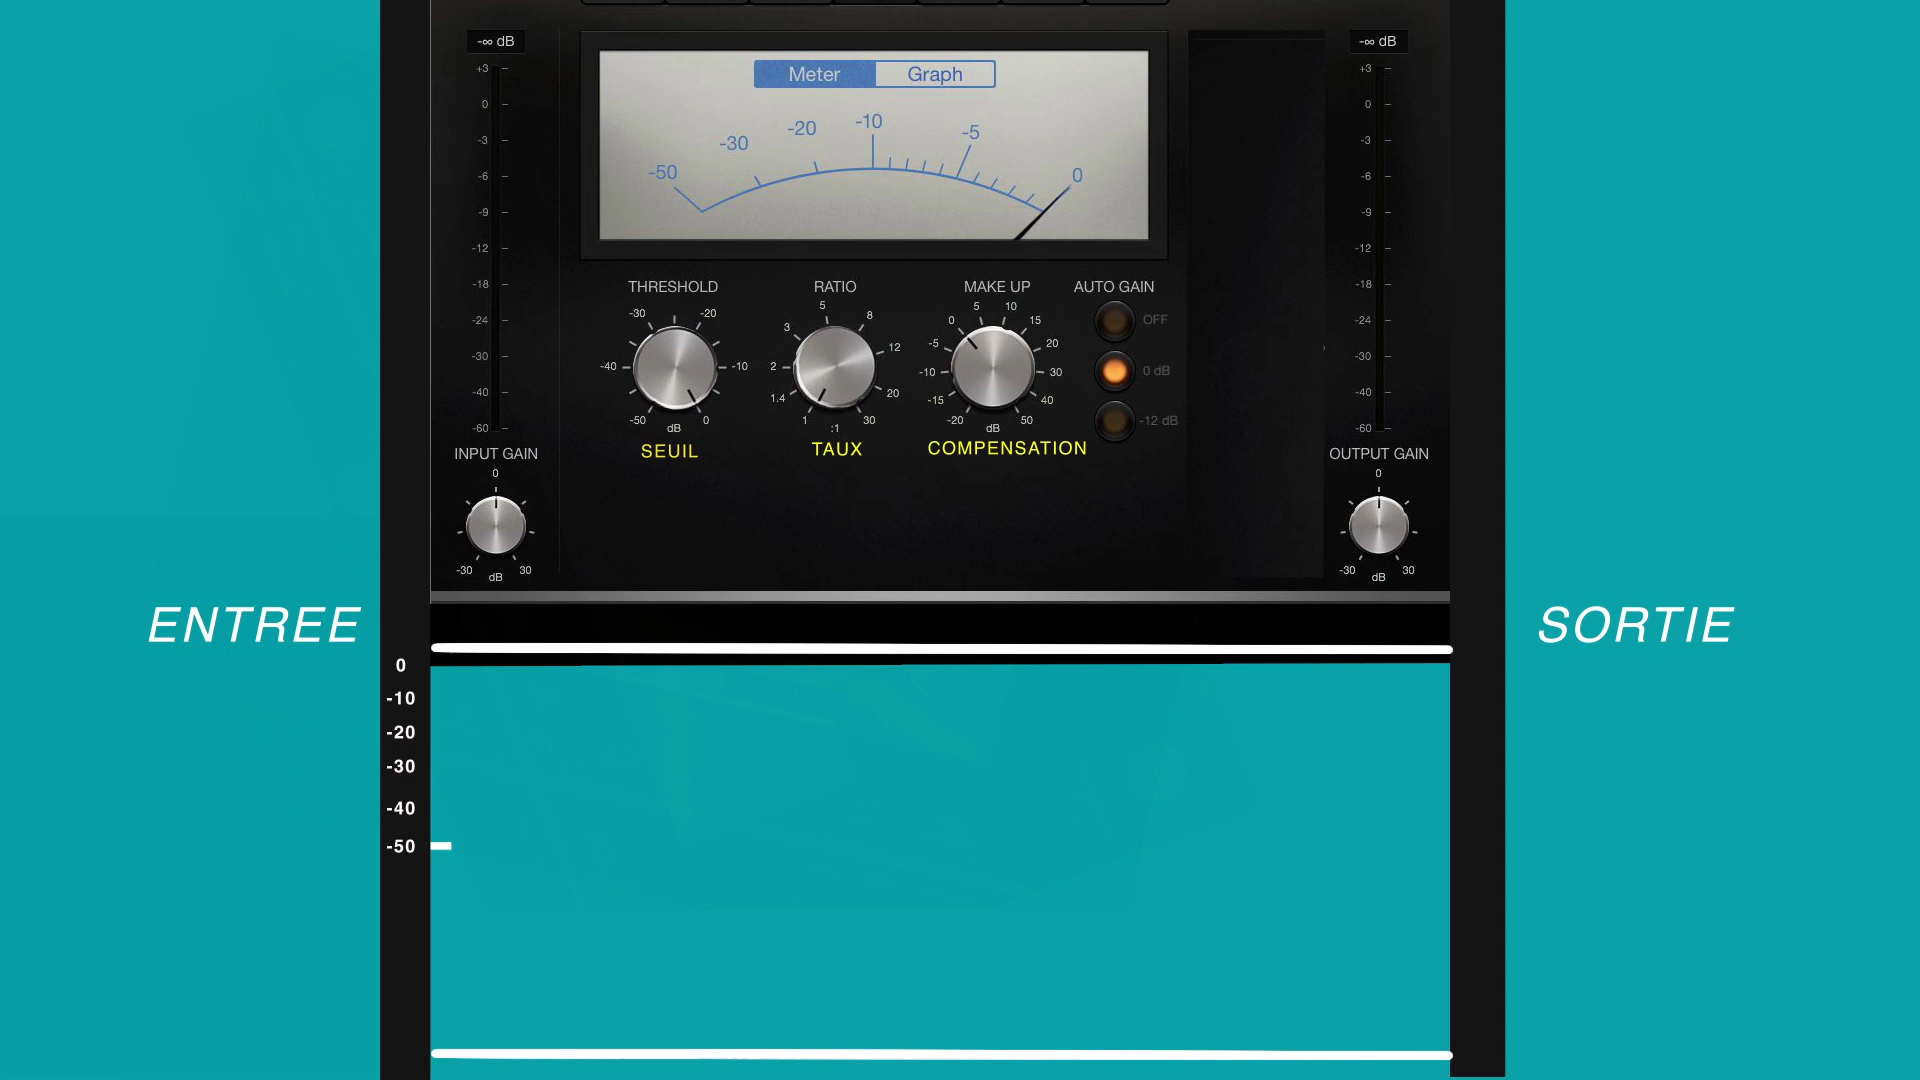 -∞ dB
+3
0
-3
-6
-9
-12
-18
-24
-30
-40
-60
INPUT GAIN
0
-30 dB 30
Meter Graph
-50 -30 -20 -10 -5 0
THRESHOLD
-50 -40 -30 -20 -10 0
dB
SEUIL
RATIO
1 1.4 2 3 5 8 12 20 30
:1
TAUX
MAKE UP
-20 -15 -10 -5 0 5 10 15 20 30 40 50
dB
COMPENSATION
AUTO GAIN
OFF
0 dB
-12 dB
-∞ dB
+3
0
-3
-6
-9
-12
-18
-24
-30
-40
-60
OUTPUT GAIN
0
-30 dB 30
ENTREE
SORTIE
0
-10
-20
-30
-40
-50